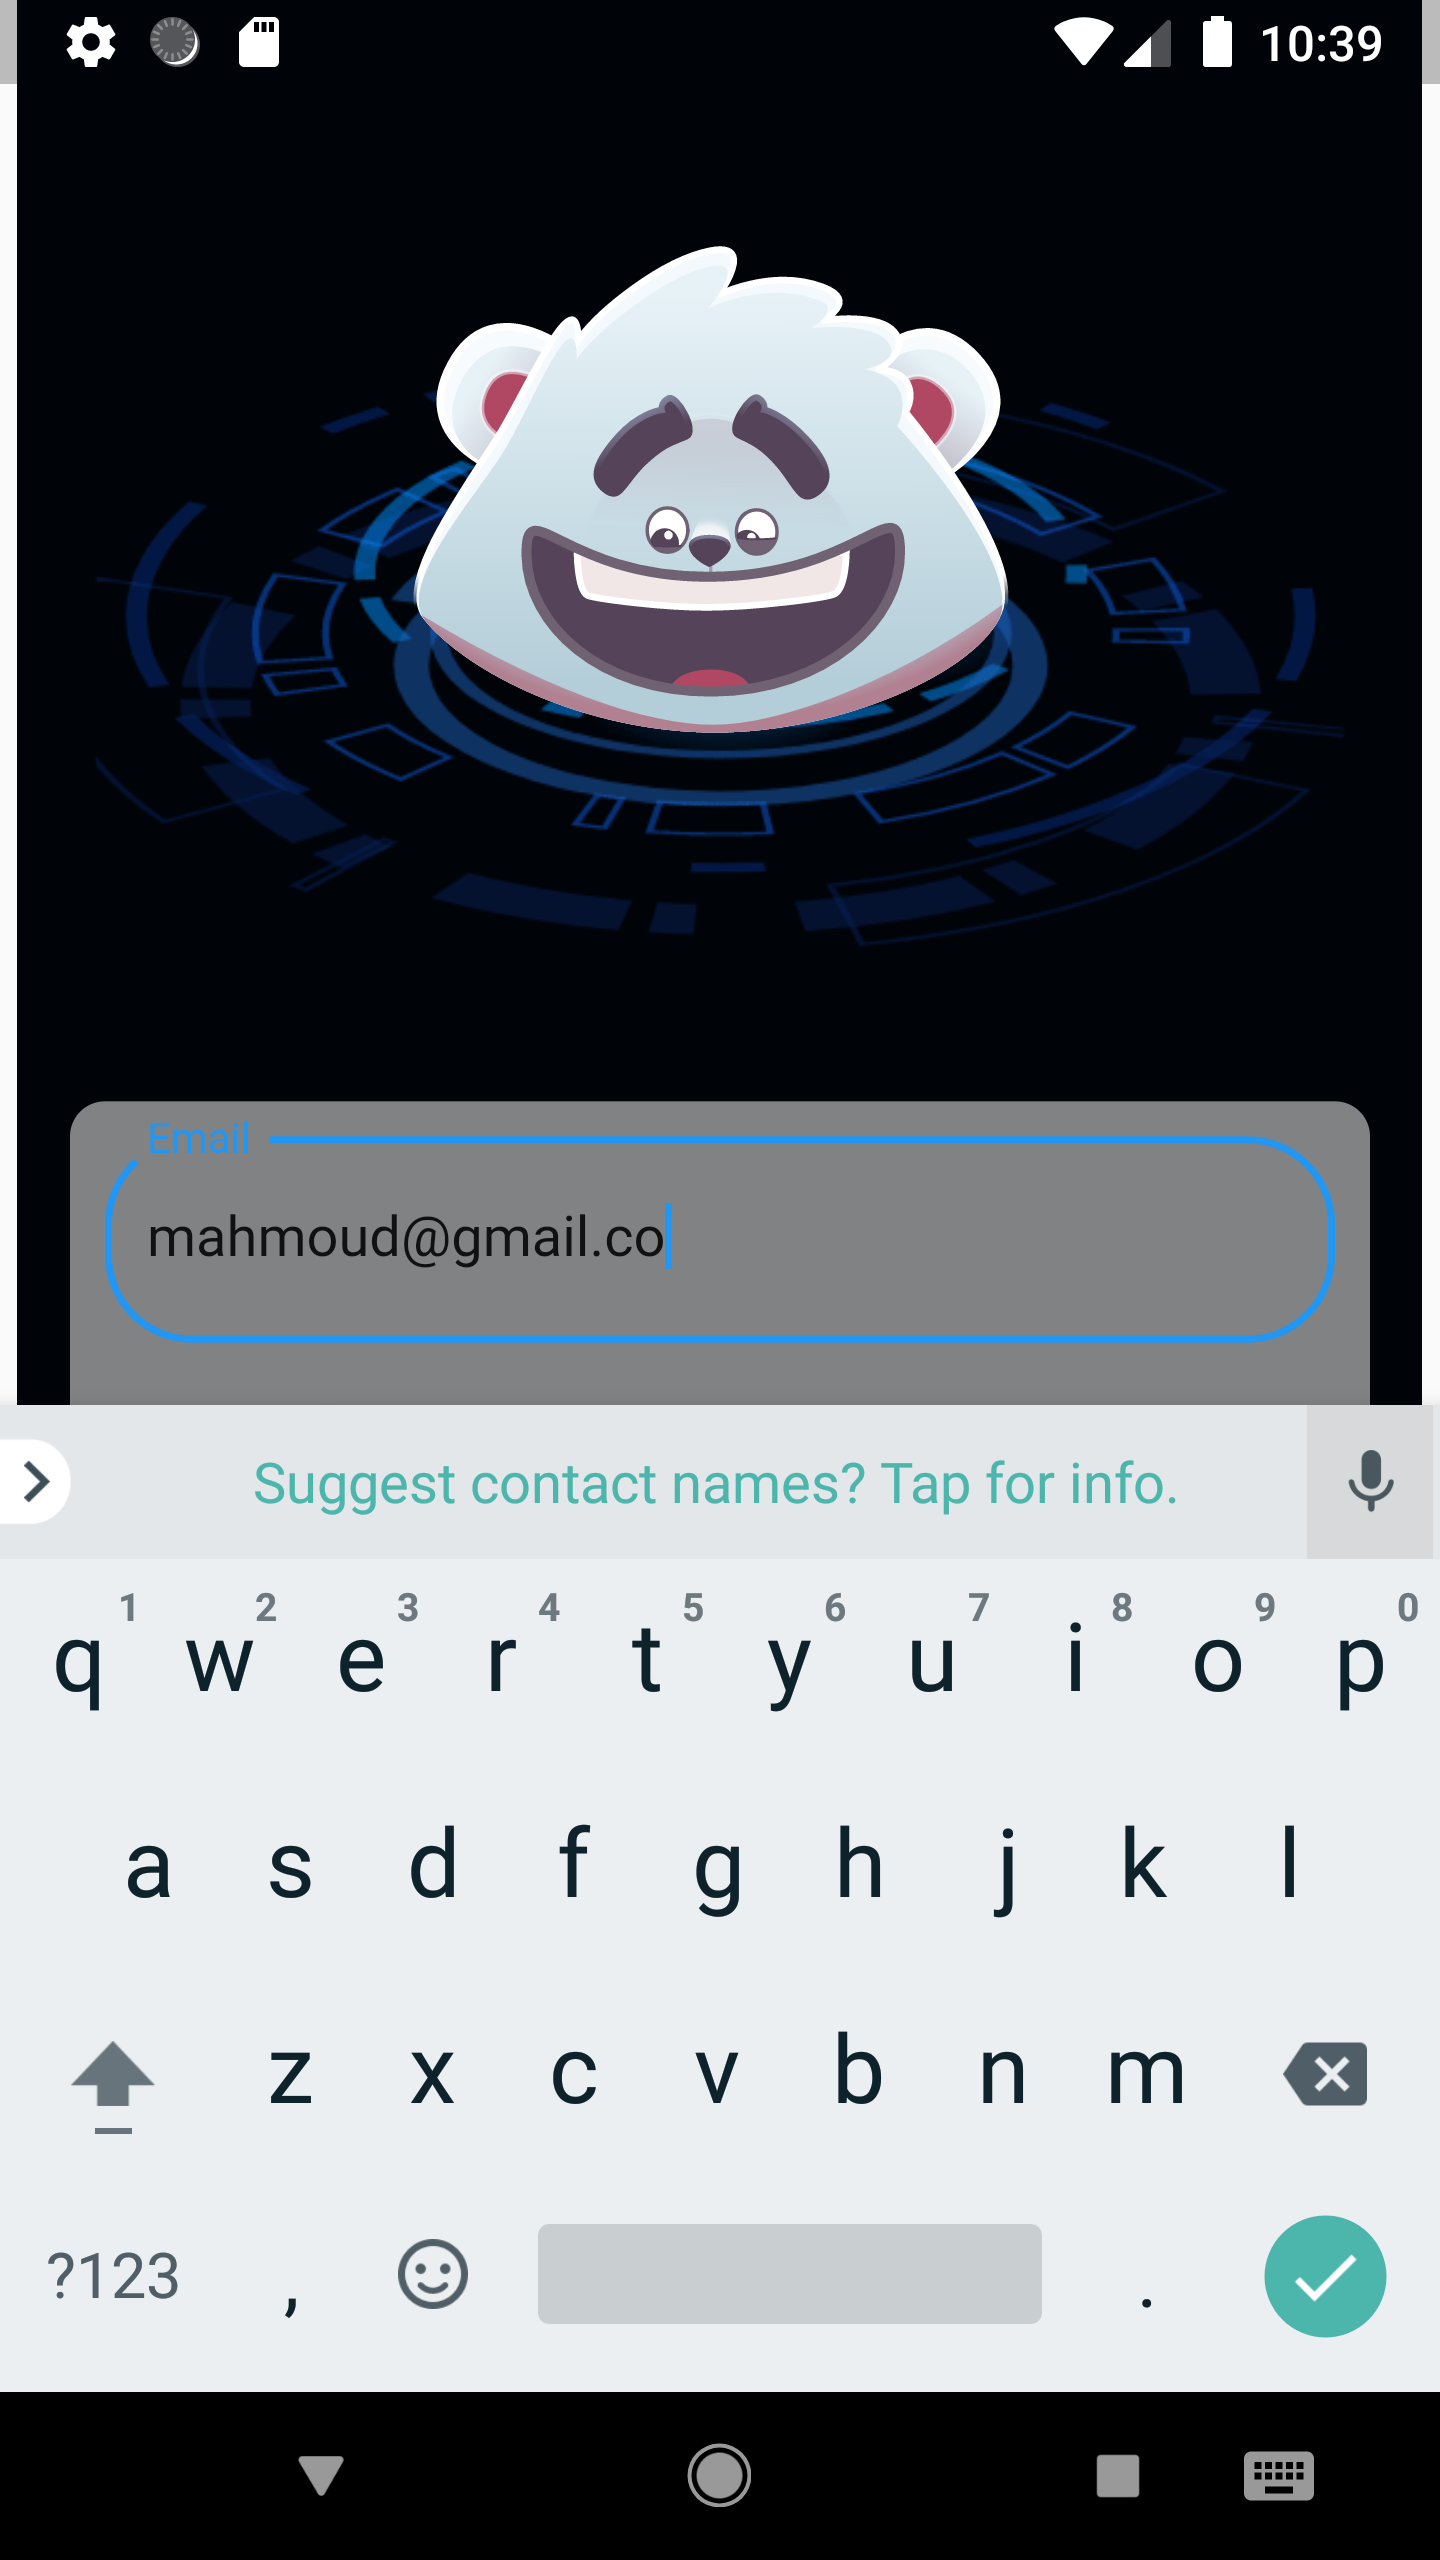 10:39
Email
mahmoud@gmail.co
Suggest contact names? Tap for info.
1 2 3 4 5 6 7 8 9 0
q w e r t y u i o p
a s d f g h j k l
z x c v b n m
?123 , .